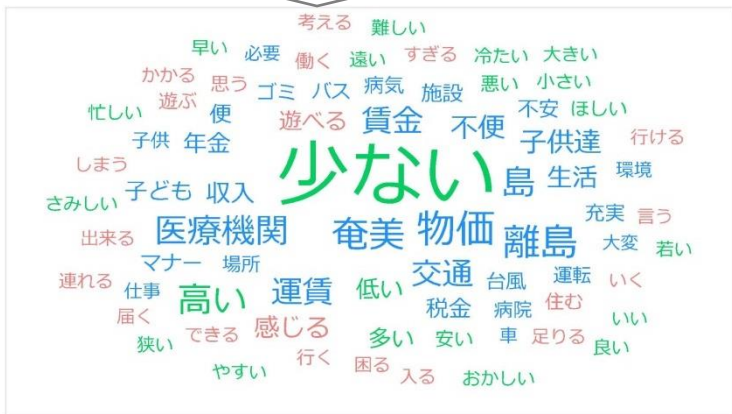 考える 難しい
早い 必要 働く 遠い すぎる 冷たい 大きい
かかる 思う ゴミ バス 病気 施設 悪い 小さい
忙しい 遊ぶ 便 遊べる 賃金 不便 不安 ほしい
子供 年金 子供達 行ける
しまう 少ない 島 生活 環境
さみしい 子ども 収入 充実 言う
出来る 医療機関 奄美 物価 離島 大変 若い
マナー 場所
連れる 仕事 高い 運賃 低い 交通 台風 運転 いく
届く 税金 病院 住む
できる 感じる 多い 安い 車 足りる いい
狭い 行く 困る 良い
やすい 入る おかしい